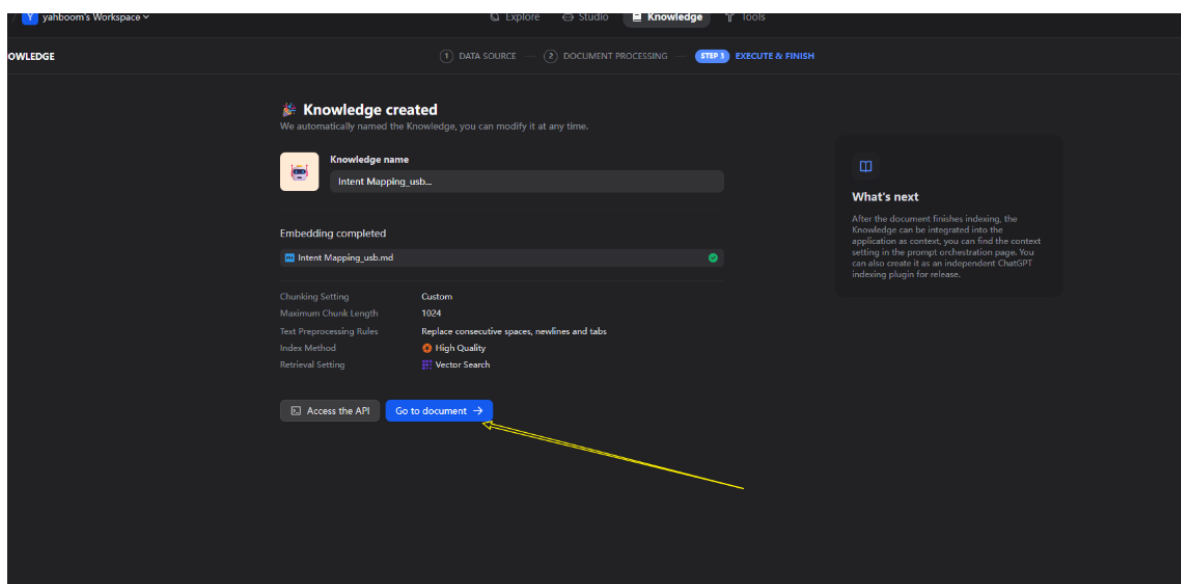 Y yahboom's Workspace
Explore Studio Knowledge Tools
OWLEDGE
1 DATA SOURCE 2 DOCUMENT PROCESSING STEP 3 EXECUTE & FINISH
Knowledge created
We automatically named the Knowledge, you can modify it at any time.
Knowledge name
Intent Mapping_usb...
Embedding completed
Intent Mapping_usb.md
Chunking Setting Custom
Maximum Chunk Length 1024
Text Preprocessing Rules Replace consecutive spaces, newlines and tabs
Index Method High Quality
Retrieval Setting Vector Search
Access the API Go to document →
What's next
After the document finishes indexing, the
Knowledge can be integrated into the
application as context, you can find the context
setting in the prompt orchestration page. You
can also create it as an independent ChatGPT
indexing plugin for release.